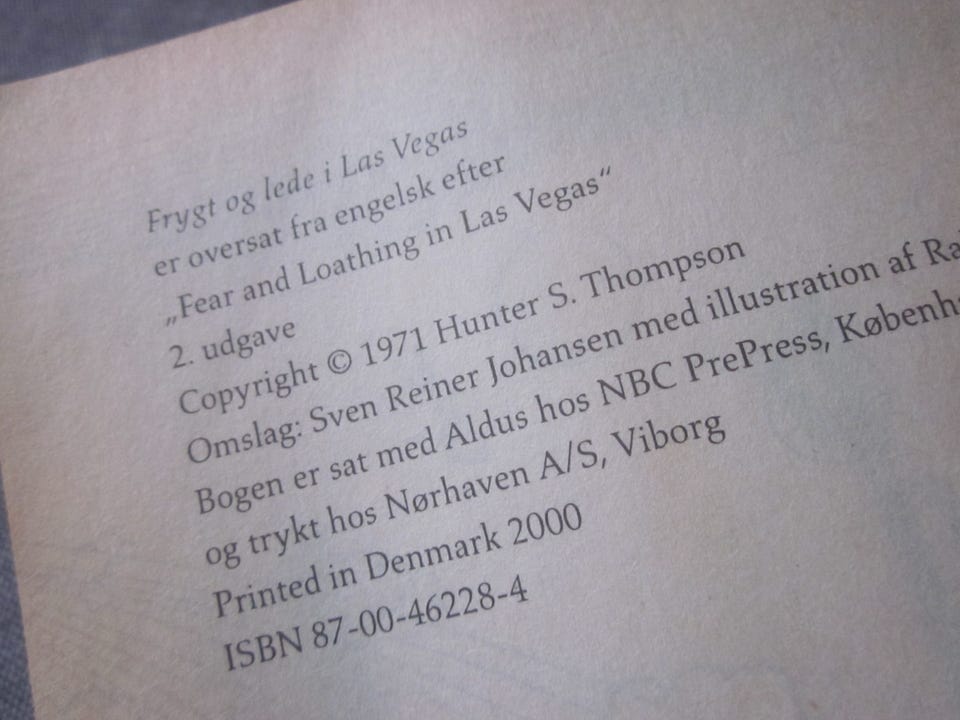 Frygt og lede i Las Vegas
er oversat fra engelsk efter
„Fear and Loathing in Las Vegas“
2. udgave
Copyright © 1971 Hunter S. Thompson
Omslag: Sven Reiner Johansen med illustration af
Bogen er sat med Aldus hos NBC PrePress,
og trykt hos Nørhaven A/S, Viborg
Printed in Denmark 2000
ISBN 87-00-46228-4